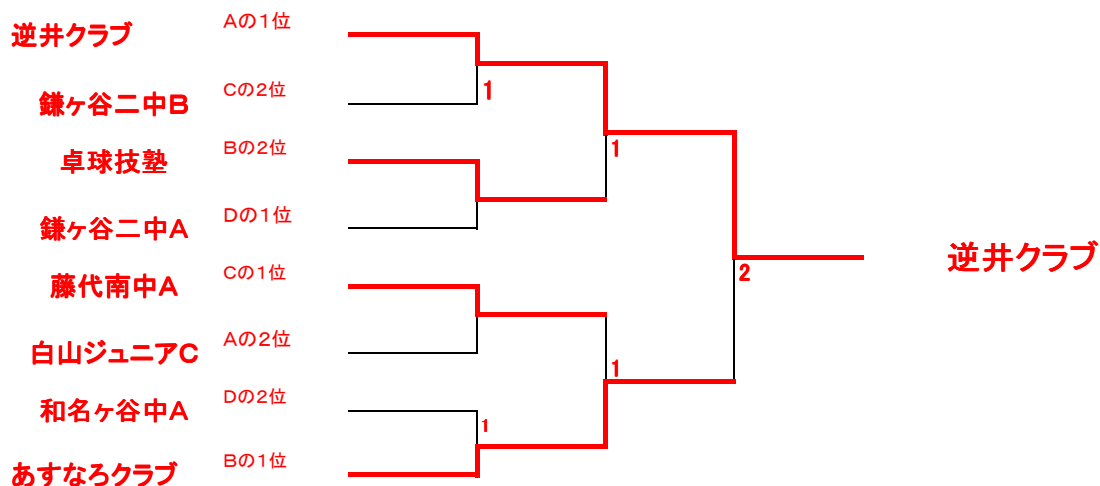 逆井クラブ Aの1位
鎌ヶ谷二中B Cの2位
1
卓球技塾 Bの2位
1
鎌ヶ谷二中A Dの1位
逆井クラブ
2
藤代南中A Cの1位
白山ジュニアC Aの2位
1
和名ヶ谷中A Dの2位
1
あすなろクラブ Bの1位